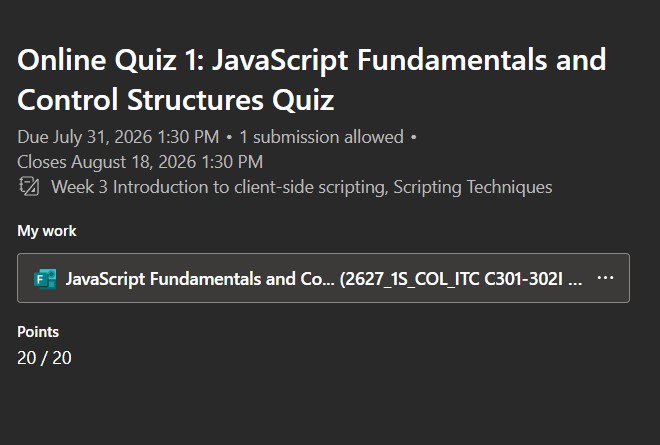 Online Quiz 1: JavaScript Fundamentals and
Control Structures Quiz
Due July 31, 2026 1:30 PM • 1 submission allowed •
Closes August 18, 2026 1:30 PM
Week 3 Introduction to client-side scripting, Scripting Techniques
My work
F JavaScript Fundamentals and Co... (2627_1S_COL_ITC C301-302I ... ...
Points
20 / 20